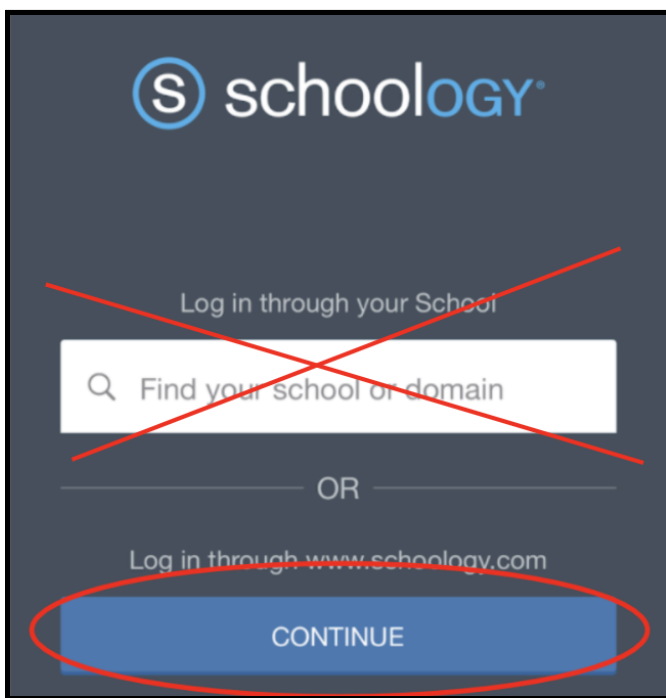 S schoology®
Log in through your School
Find your school or domain
OR
Log in through www.schoology.com
CONTINUE